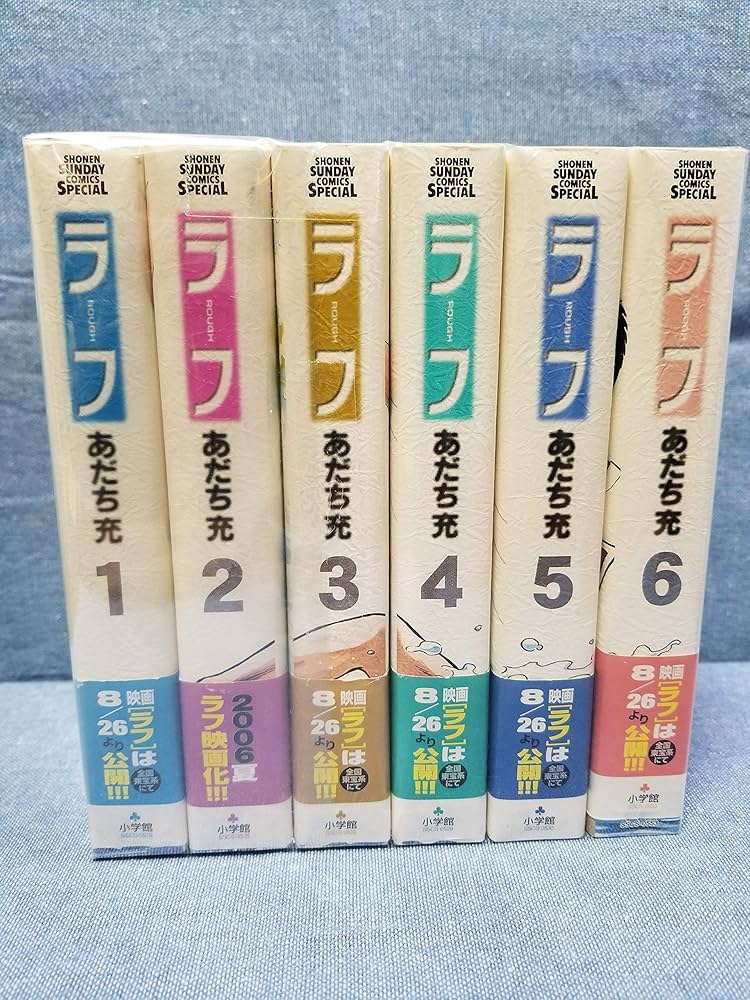 SHONEN
SUNDAY
COMICS
SPECIAL
ラフ
ROUGH
あだち充
1
映画[ラフ]は
8/26より公開!!!
全国
東宝系
にて
小学館
SHONEN
SUNDAY
COMICS
SPECIAL
ラフ
ROUGH
あだち充
2
2006夏
ラフ映画化!!!
小学館
SHONEN
SUNDAY
COMICS
SPECIAL
ラフ
ROUGH
あだち充
3
映画[ラフ]は
8/26より公開!!!
全国
東宝系
にて
小学館
SHONEN
SUNDAY
COMICS
SPECIAL
ラフ
ROUGH
あだち充
4
映画[ラフ]は
8/26より公開!!!
全国
東宝系
にて
小学館
SHONEN
SUNDAY
COMICS
SPECIAL
ラフ
ROUGH
あだち充
5
映画[ラフ]は
8/26より公開!!!
全国
東宝系
にて
小学館
SHONEN
SUNDAY
COMICS
SPECIAL
ラフ
ROUGH
あだち充
6
映画[ラフ]は
8/26より公開!!!
全国
東宝系
にて
小学館